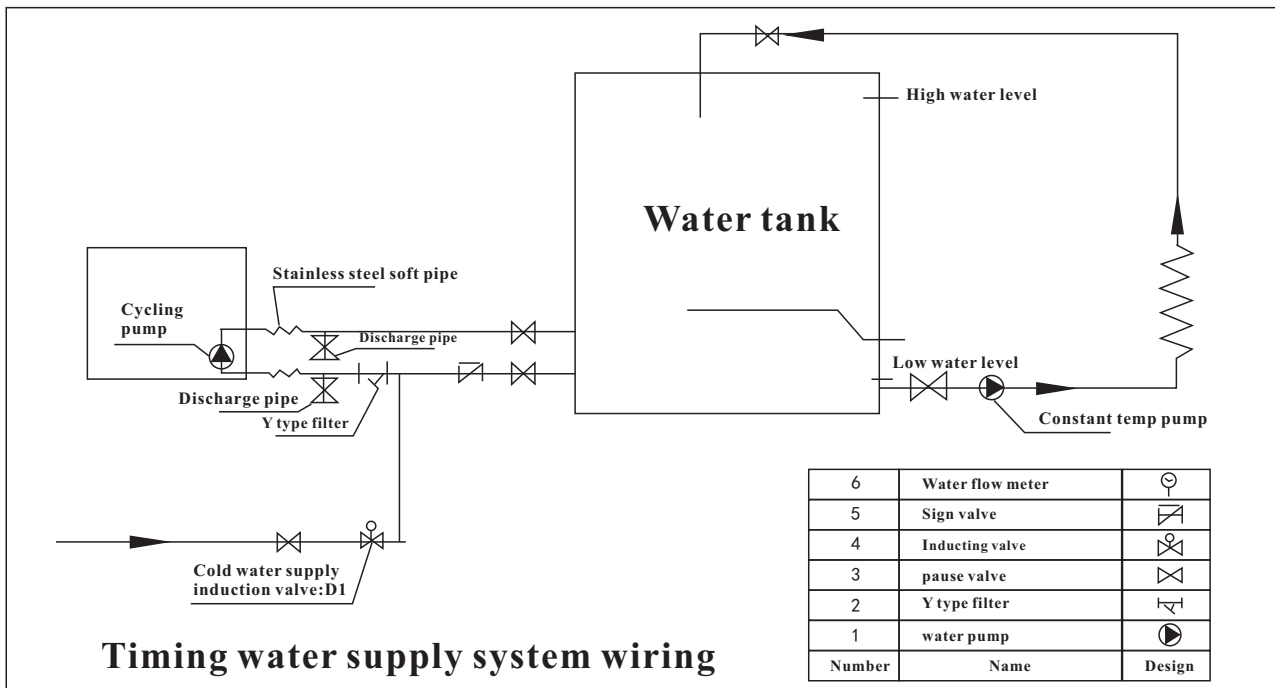 High water level
Water tank
Stainless steel soft pipe
Cycling
pump
Discharge pipe
Low water level
Discharge pipe
Y type filter
Constant temp pump
Cold water supply
induction valve:D1
6 Water flow meter
5 Sign valve
4 Inducting valve
3 pause valve
2 Y type filter
1 water pump
Number Name Design
Timing water supply system wiring